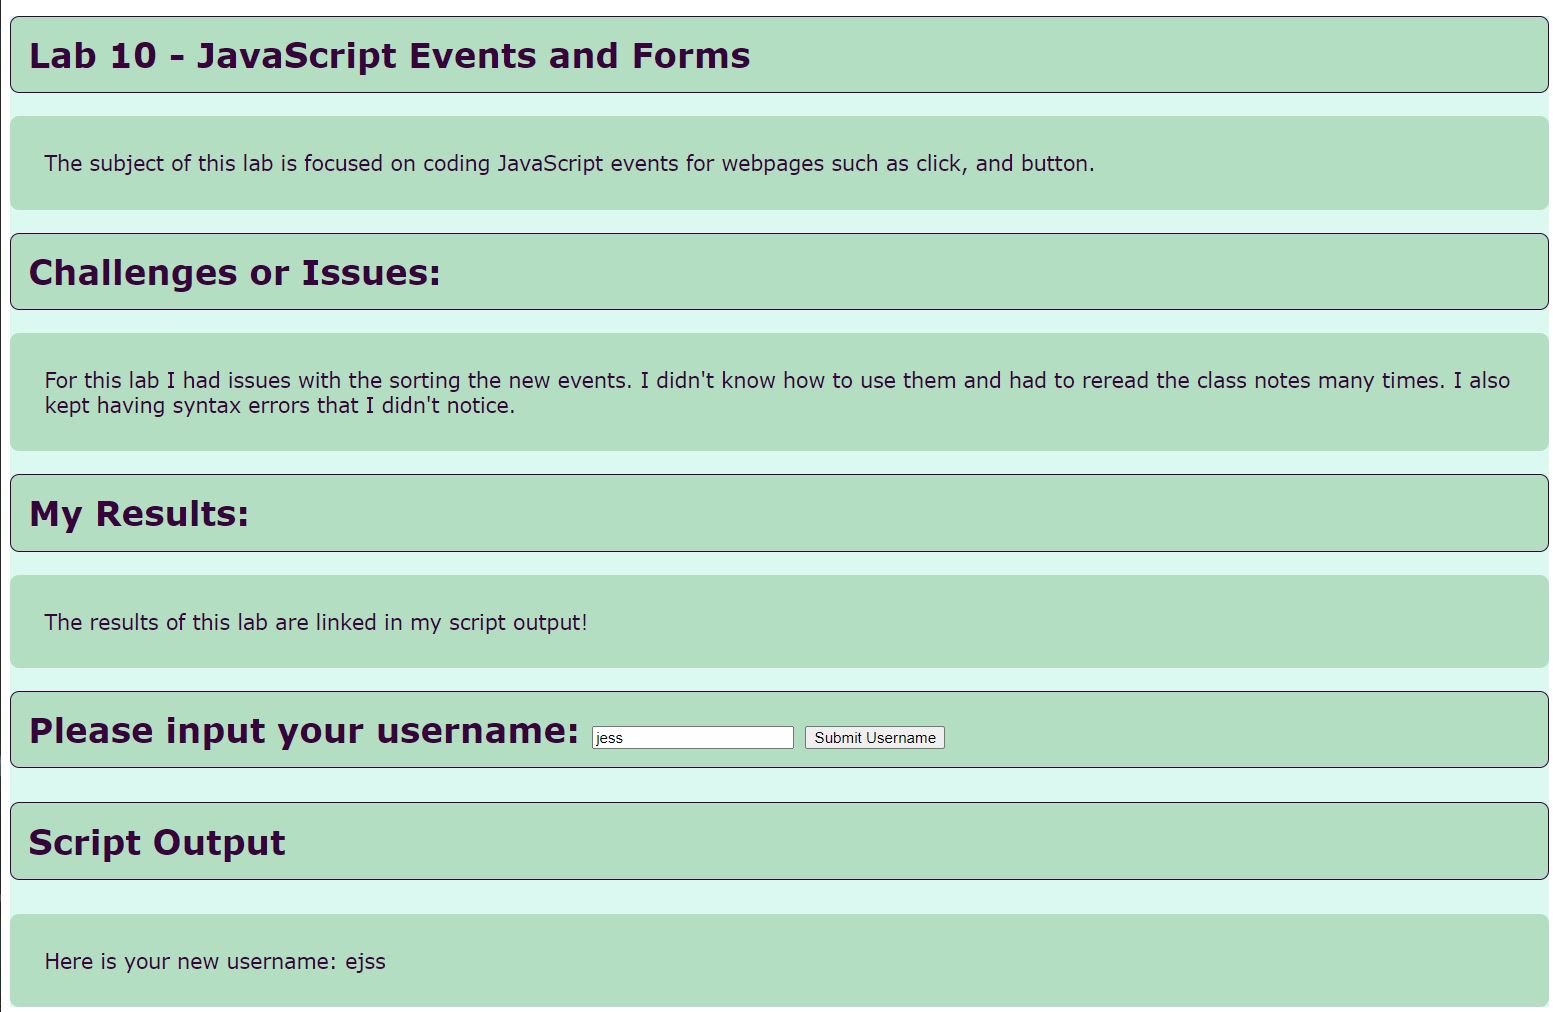 Lab 10 - JavaScript Events and Forms
The subject of this lab is focused on coding JavaScript events for webpages such as click, and button.
Challenges or Issues:
For this lab I had issues with the sorting the new events. I didn't know how to use them and had to reread the class notes many times. I also
kept having syntax errors that I didn't notice.
My Results:
The results of this lab are linked in my script output!
Please input your username: jess Submit Username
Script Output
Here is your new username: ejss